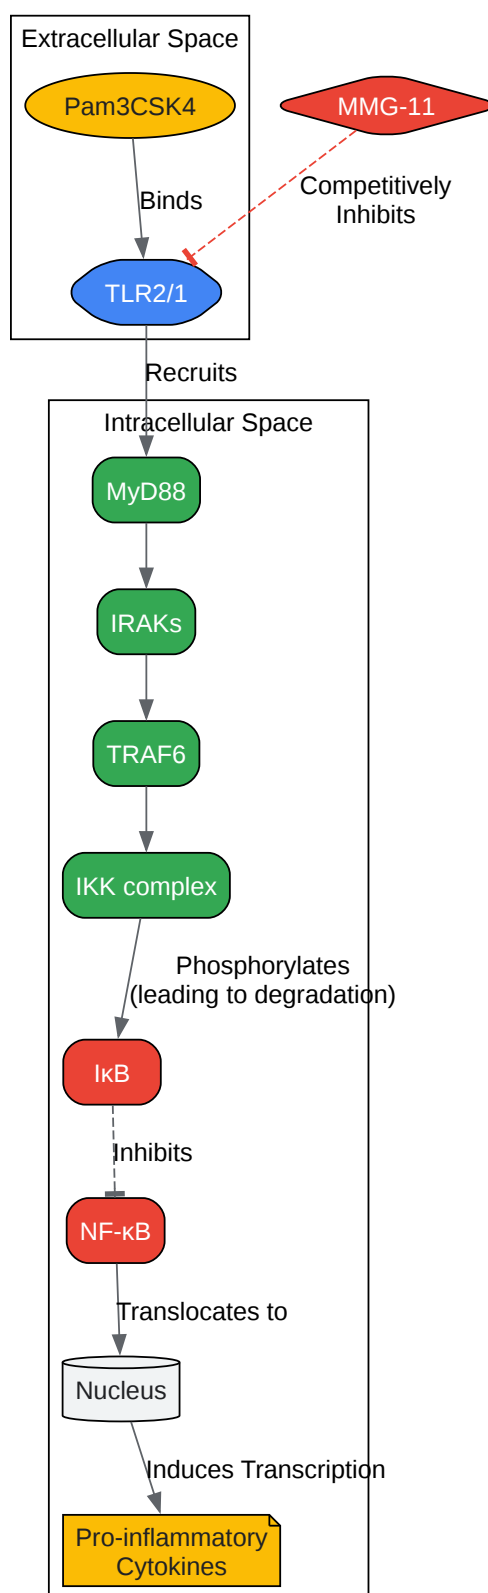 Extracellular Space
Pam3CSK4
MMG-11
Binds
Competitively
Inhibits
TLR2/1
Recruits
Intracellular Space
MyD88
IRAKs
TRAF6
IKK complex
Phosphorylates
(leading to degradation)
IκB
Inhibits
NF-κB
Translocates to
Nucleus
Induces Transcription
Pro-inflammatory
Cytokines